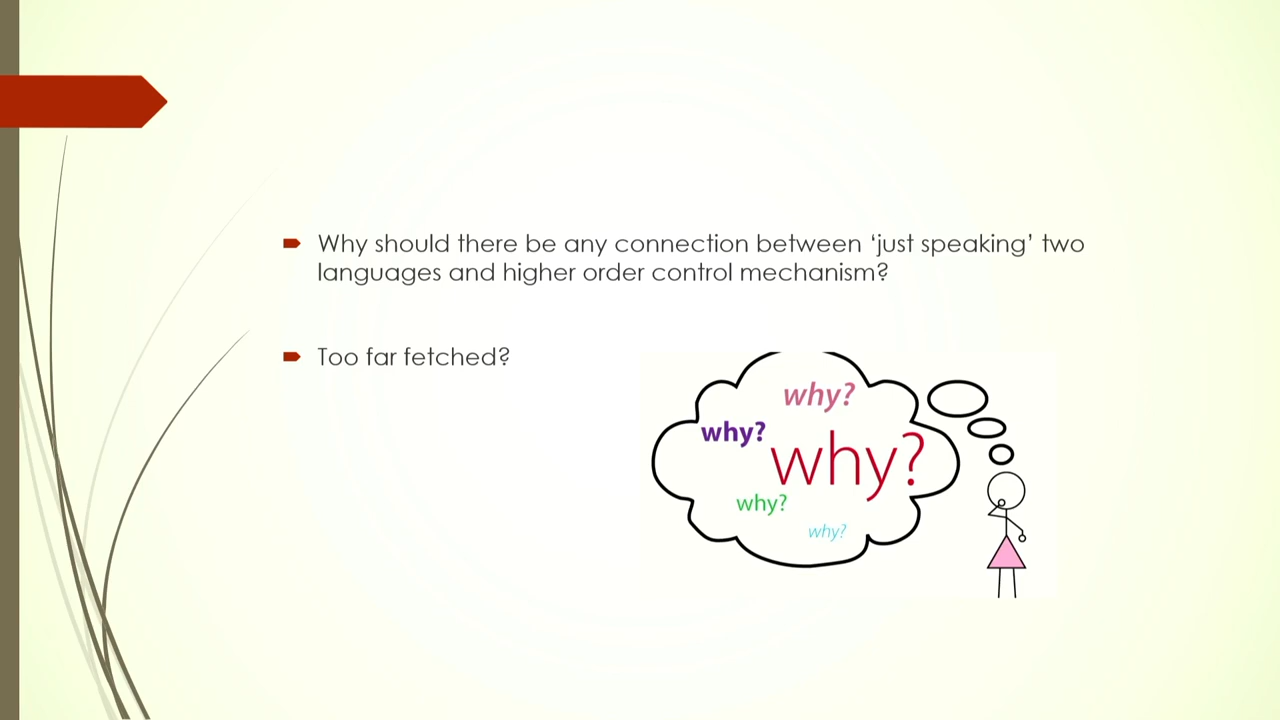 Why should there be any connection between ‘just speaking’ two
languages and higher order control mechanism?
Too far fetched?
why?
why?
why?
why?
why?